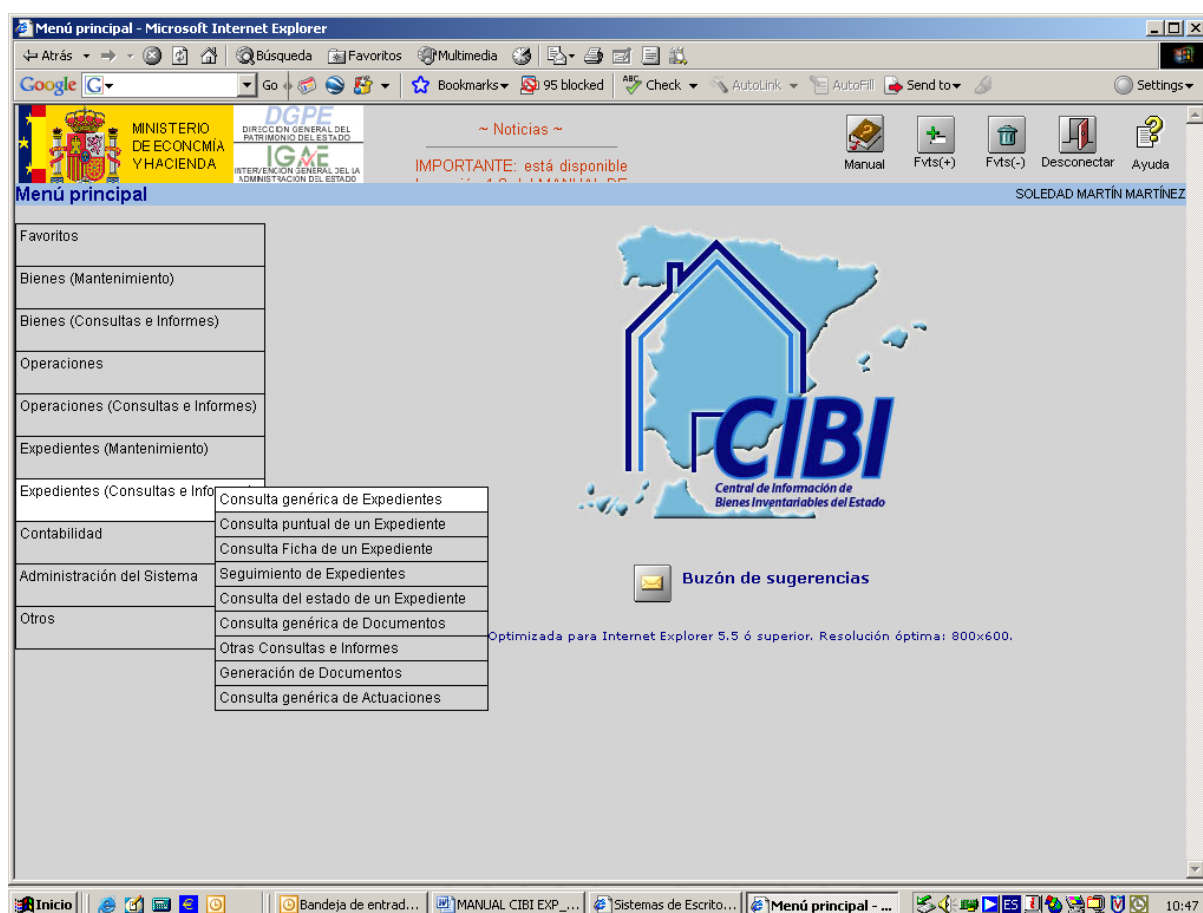 Menú principal - Microsoft Internet Explorer
Atrás Búsqueda Favoritos Multimedia
Google G Go Bookmarks 95 blocked ABC Check AutoLink AutoFill Send to Settings
MINISTERIO
DE ECONCMÍA
Y HACIENDA
DGPE
DIRECCION GENERAL DEL
PATRIMONIO DEL ESTADO
IGAE
INTERVENCIÓN GENERAL DE LA
ADMINISTRACIÓN DEL ESTADO
~ Noticias ~
IMPORTANTE: está disponible
Manual Fvts(+) Fvts(-) Desconectar Ayuda
Menú principal SOLEDAD MARTÍN MARTÍNEZ
Favoritos
Bienes (Mantenimiento)
Bienes (Consultas e Informes)
Operaciones
Operaciones (Consultas e Informes)
Expedientes (Mantenimiento)
Expedientes (Consultas e Info
Contabilidad
Administración del Sistema
Otros
Consulta genérica de Expedientes
Consulta puntual de un Expediente
Consulta Ficha de un Expediente
Seguimiento de Expedientes
Consulta del estado de un Expediente
Consulta genérica de Documentos
Otras Consultas e Informes
Generación de Documentos
Consulta genérica de Actuaciones
CIBI
Central de Información de
Bienes Inventariables del Estado
Buzón de sugerencias
Optimizada para Internet Explorer 5.5 ó superior. Resolución óptima: 800x600.
Inicio Bandeja de entrad... MANUAL CIBI EXP_... Sistemas de Escrito... Menú principal - ... ES 10:47